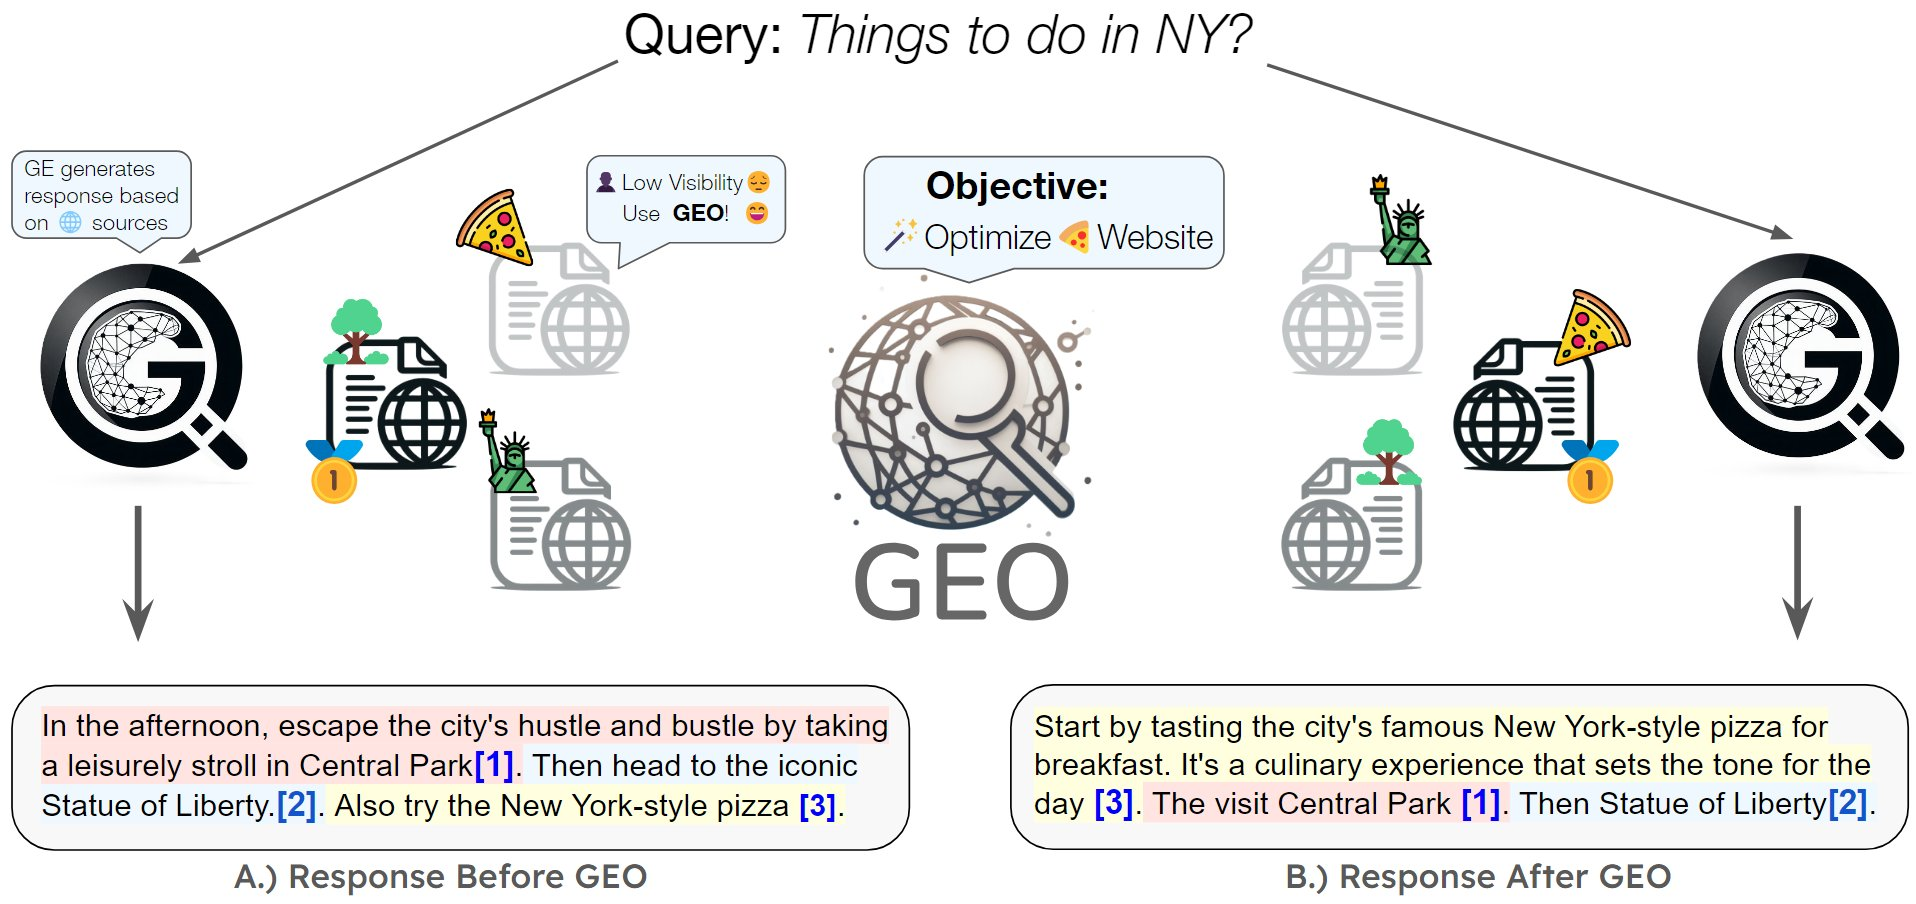 Query: Things to do in NY?
GE generates
response based
on sources
Low Visibility
Use GEO!
Objective:
Optimize Website
G
G
1
1
GEO
In the afternoon, escape the city's hustle and bustle by taking
a leisurely stroll in Central Park[1]. Then head to the iconic
Statue of Liberty.[2]. Also try the New York-style pizza [3].
A.) Response Before GEO
Start by tasting the city's famous New York-style pizza for
breakfast. It's a culinary experience that sets the tone for the
day [3]. The visit Central Park [1]. Then Statue of Liberty[2].
B.) Response After GEO